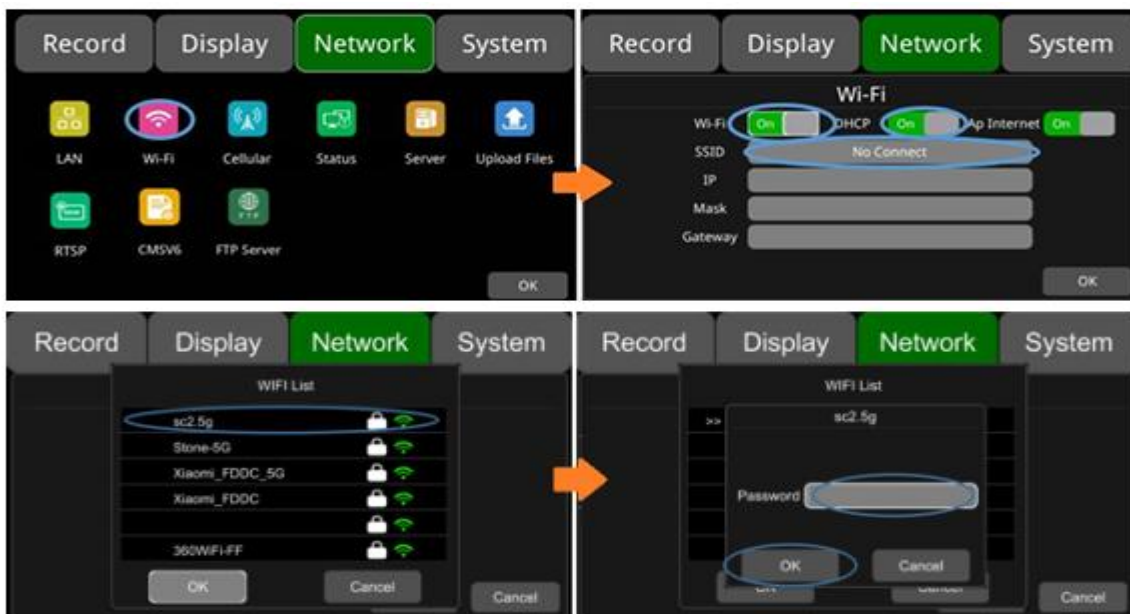 Record Display Network System
LAN Wi-Fi Cellular Status Server Upload Files
RTSP CMSV6 FTP Server
OK
Record Display Network System
Wi-Fi
Wi-Fi On DHCP On Ap Internet On
SSID No Connect
IP
Mask
Gateway
OK
Record Display Network System
WIFI List
sc2.5g
Stone-5G
Xiaomi_FDDC_5G
Xiaomi_FDDC
360WiFi-FF
OK Cancel
Cancel
Record Display Network System
WIFI List
>> sc2.5g
Password
OK Cancel
Cancel